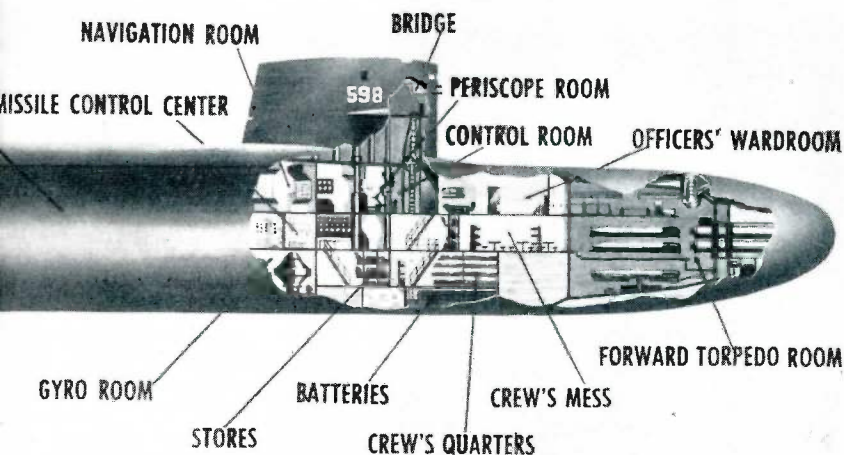 BRIDGE
NAVIGATION ROOM
598
PERISCOPE ROOM
MISSILE CONTROL CENTER
CONTROL ROOM
OFFICERS' WARDROOM
FORWARD TORPEDO ROOM
GYRO ROOM
BATTERIES
CREW'S MESS
STORES
CREW'S QUARTERS